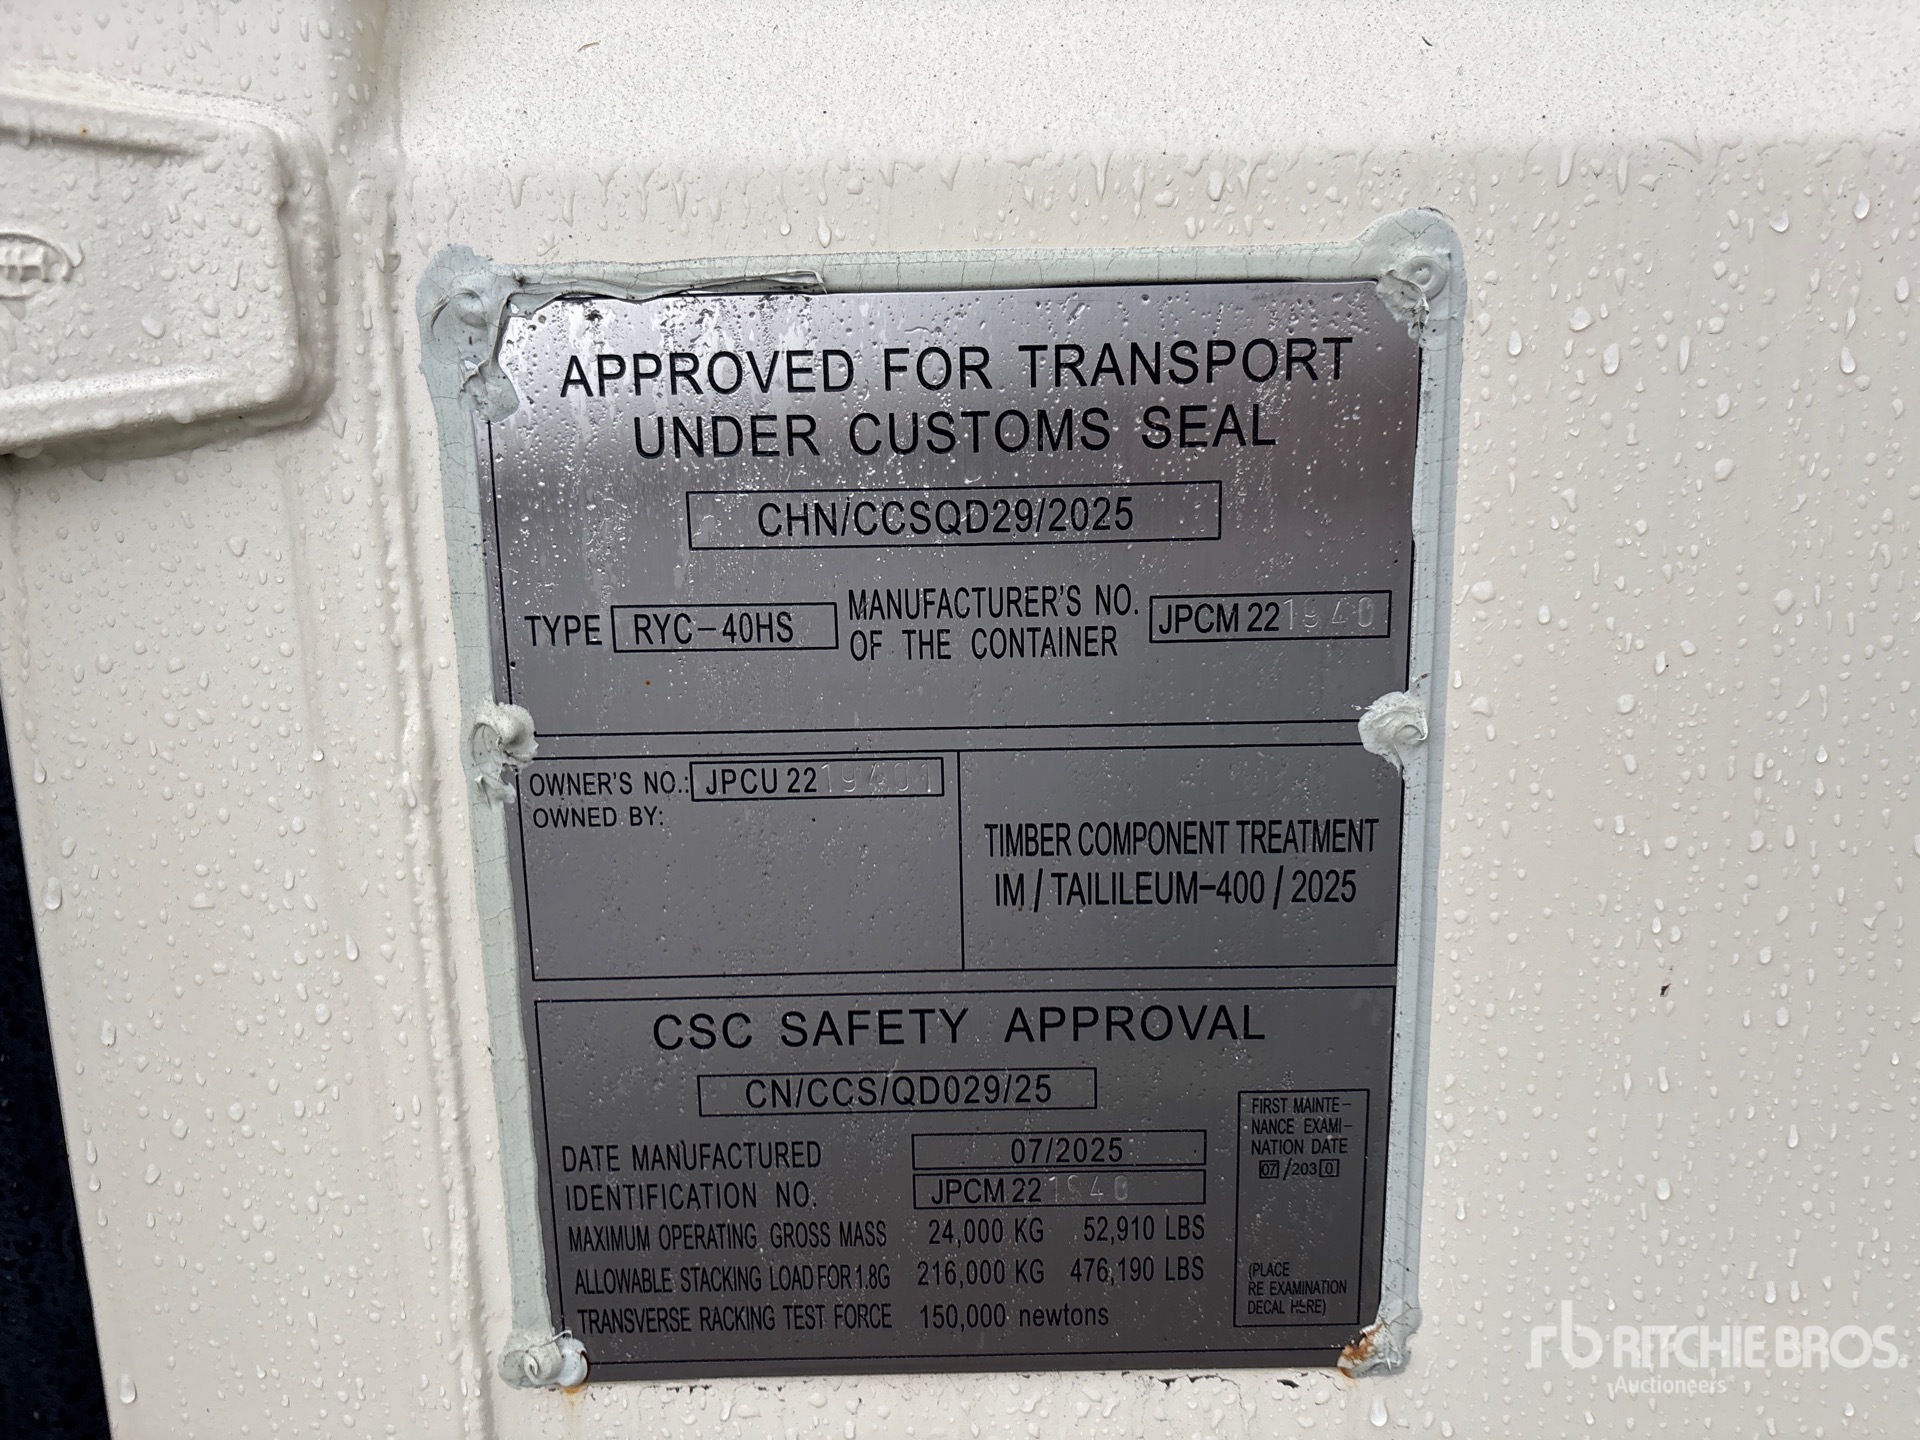 APPROVED FOR TRANSPORT
UNDER CUSTOMS SEAL
CHN/CCSQD29/2025
TYPE RYC-40HS MANUFACTURER'S NO. OF THE CONTAINER JPCM 221940
OWNER'S NO.: JPCU 2219401
OWNED BY:
TIMBER COMPONENT TREATMENT
IM / TAILILEUM-400 / 2025
CSC SAFETY APPROVAL
CN/CCS/QD029/25
DATE MANUFACTURED 07/2025
IDENTIFICATION NO. JPCM 221940
MAXIMUM OPERATING GROSS MASS 24,000 KG 52,910 LBS
ALLOWABLE STACKING LOAD FOR 1.8G 216,000 KG 476,190 LBS
TRANSVERSE RACKING TEST FORCE 150,000 newtons
FIRST MAINTE-
NANCE EXAMI-
NATION DATE
07/2030
(PLACE
RE EXAMINATION
DECAL HERE)
rb RITCHIE BROS.
Auctioneers